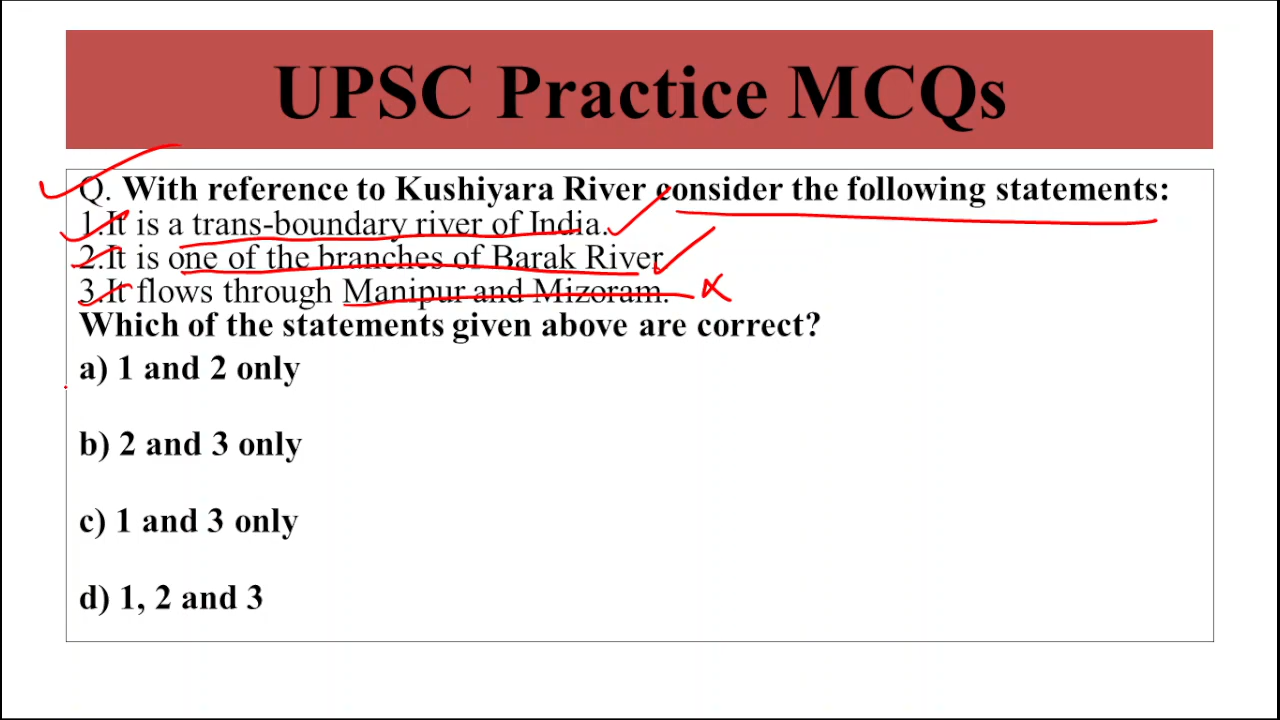 UPSC Practice MCQs
Q. With reference to Kushiyara River consider the following statements:
1.It is a trans-boundary river of India.
2.It is one of the branches of Barak River
3.It flows through Manipur and Mizoram.
Which of the statements given above are correct?
a) 1 and 2 only
b) 2 and 3 only
c) 1 and 3 only
d) 1, 2 and 3